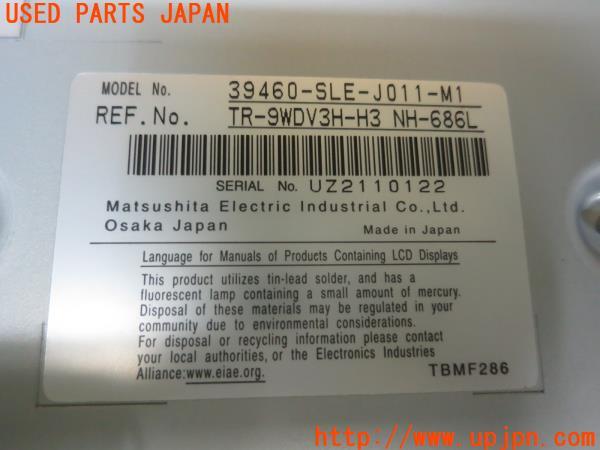 USED PARTS JAPAN
MODEL No. 39460-SLE-J011-M1
REF.No. TR-9WDV3H-H3 NH-686L
SERIAL No. UZ2110122
Matsushita Electric Industrial Co.,Ltd.
Osaka Japan Made in Japan
Language for Manuals of Products Containing LCD Displays
This product utilizes tin-lead solder, and has a
fluorescent lamp containing a small amount of mercury.
Disposal of these materials may be regulated in your
community due to environmental considerations.
For disposal or recycling information please contact
your local authorities, or the Electronics Industries
Alliance:www.eiae.org. TBMF286
http://www.upjpn.com/